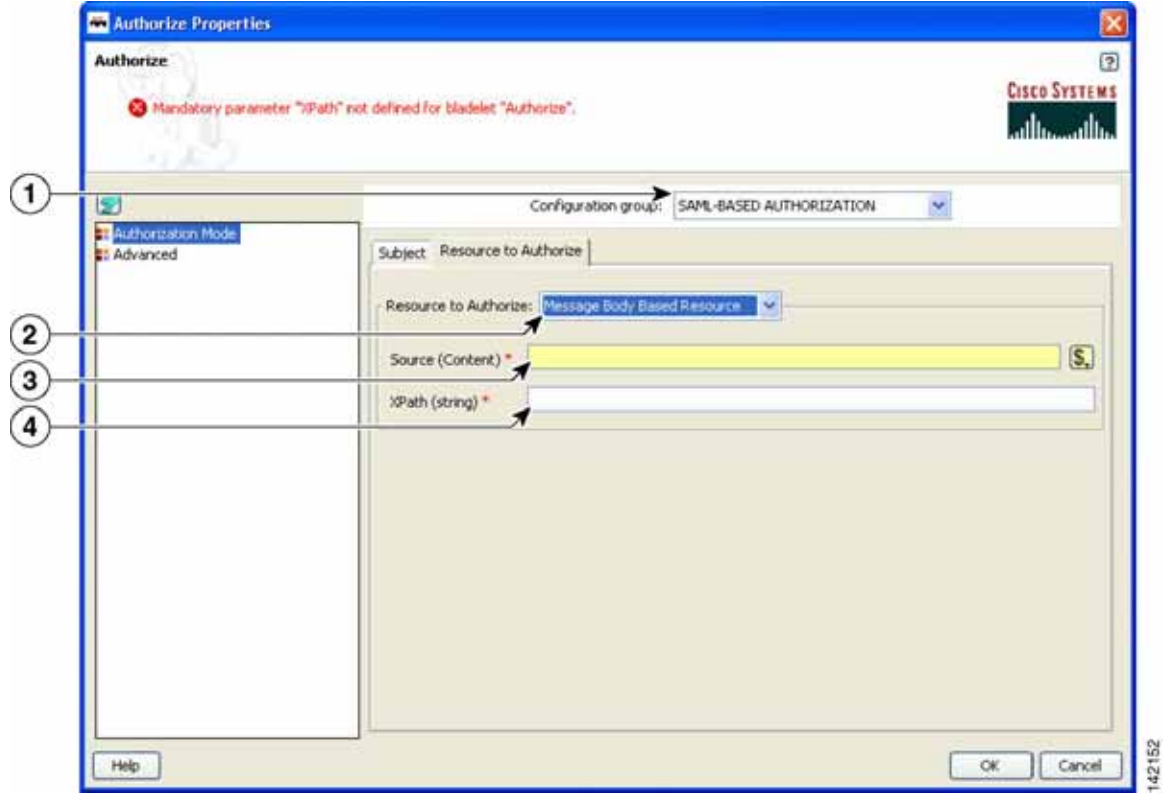 Authorize Properties
Authorize
Mandatory parameter "XPath" not defined for bladelet "Authorize".
CISCO SYSTEMS
1
Configuration group: SAML-BASED AUTHORIZATION
Authorization Mode
Advanced
Subject Resource to Authorize
Resource to Authorize: Message Body Based Resource
2
Source (Content) * $
3
XPath (string) *
4
Help OK Cancel
142152